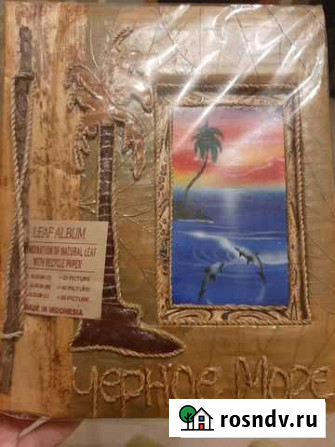 LEAF ALBUM
COMBINATION OF NATURAL LEAF
WITH RECYCLE PAPER
MADE IN INDONESIA
ЧЕРНОЕ МОРЕ
rosndv.ru